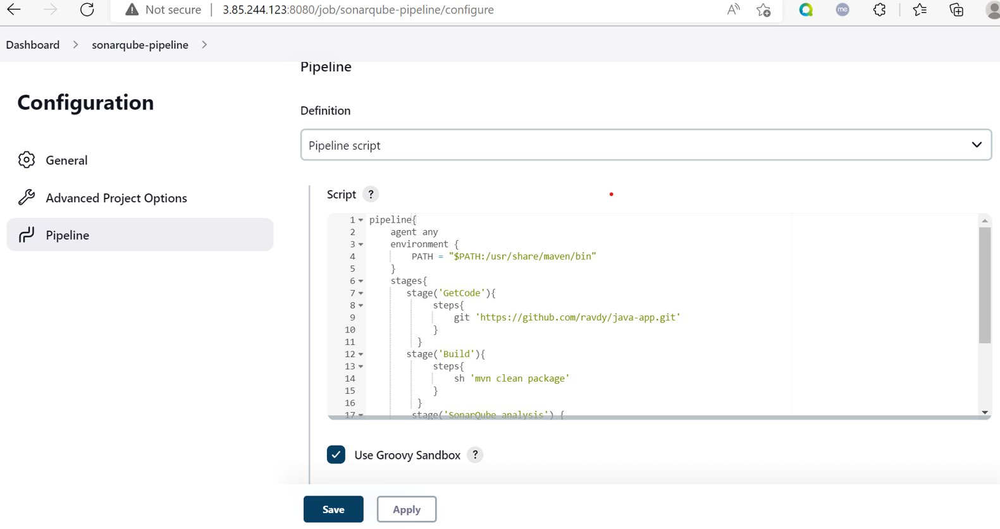 Not secure
3.85.244.123:8080/job/sonarqube-pipeline/configure
A
me
Dashboard
sonarqube-pipeline
Pipeline
Configuration
General
Advanced Project Options
Pipeline
Definition
Pipeline script
Script ?
1 pipeline{
2 agent any
3 environment {
4 PATH = "$PATH:/usr/share/maven/bin"
5 }
6 stages{
7 stage('GetCode'){
8 steps{
9 git 'https://github.com/ravdy/java-app.git'
10 }
11 }
12 stage('Build'){
13 steps{
14 sh 'mvn clean package'
15 }
16 }
17 stage('SonarQube analysis') {
Use Groovy Sandbox ?
Save
Apply